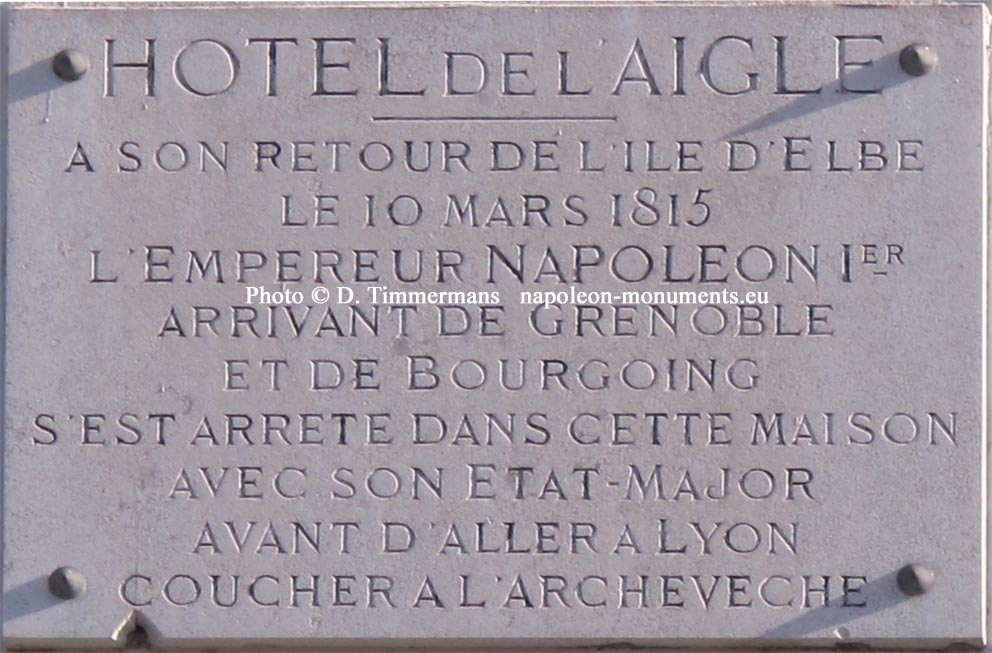 HOTEL DE L'AIGLE
A SON RETOUR DE L'ILE D'ELBE
LE 10 MARS 1815
L'EMPEREUR NAPOLEON IER
Photo © D. Timmermans napoleon-monuments.eu
ARRIVANT DE GRENOBLE
ET DE BOURGOING
S'EST ARRETE DANS CETTE MAISON
AVEC SON ETAT-MAJOR
AVANT D'ALLER A LYON
COUCHER A L'ARCHEVECHE